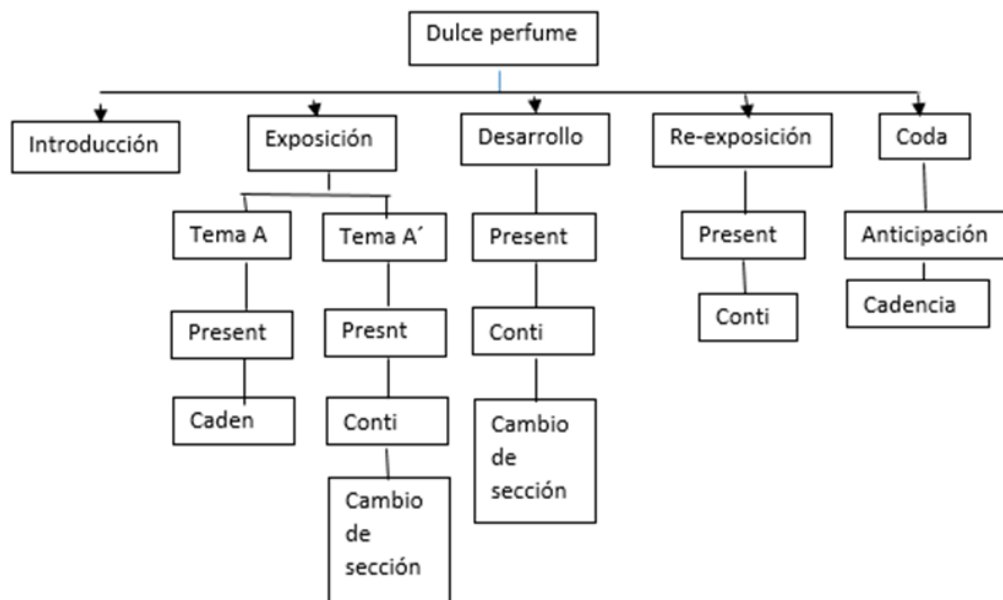 Dulce perfume
Introducción
Exposición
Desarrollo
Re-exposición
Coda
Tema A
Tema A´
Present
Present
Anticipación
Present
Presnt
Conti
Conti
Cadencia
Caden
Conti
Cambio
de
sección
Cambio
de
sección